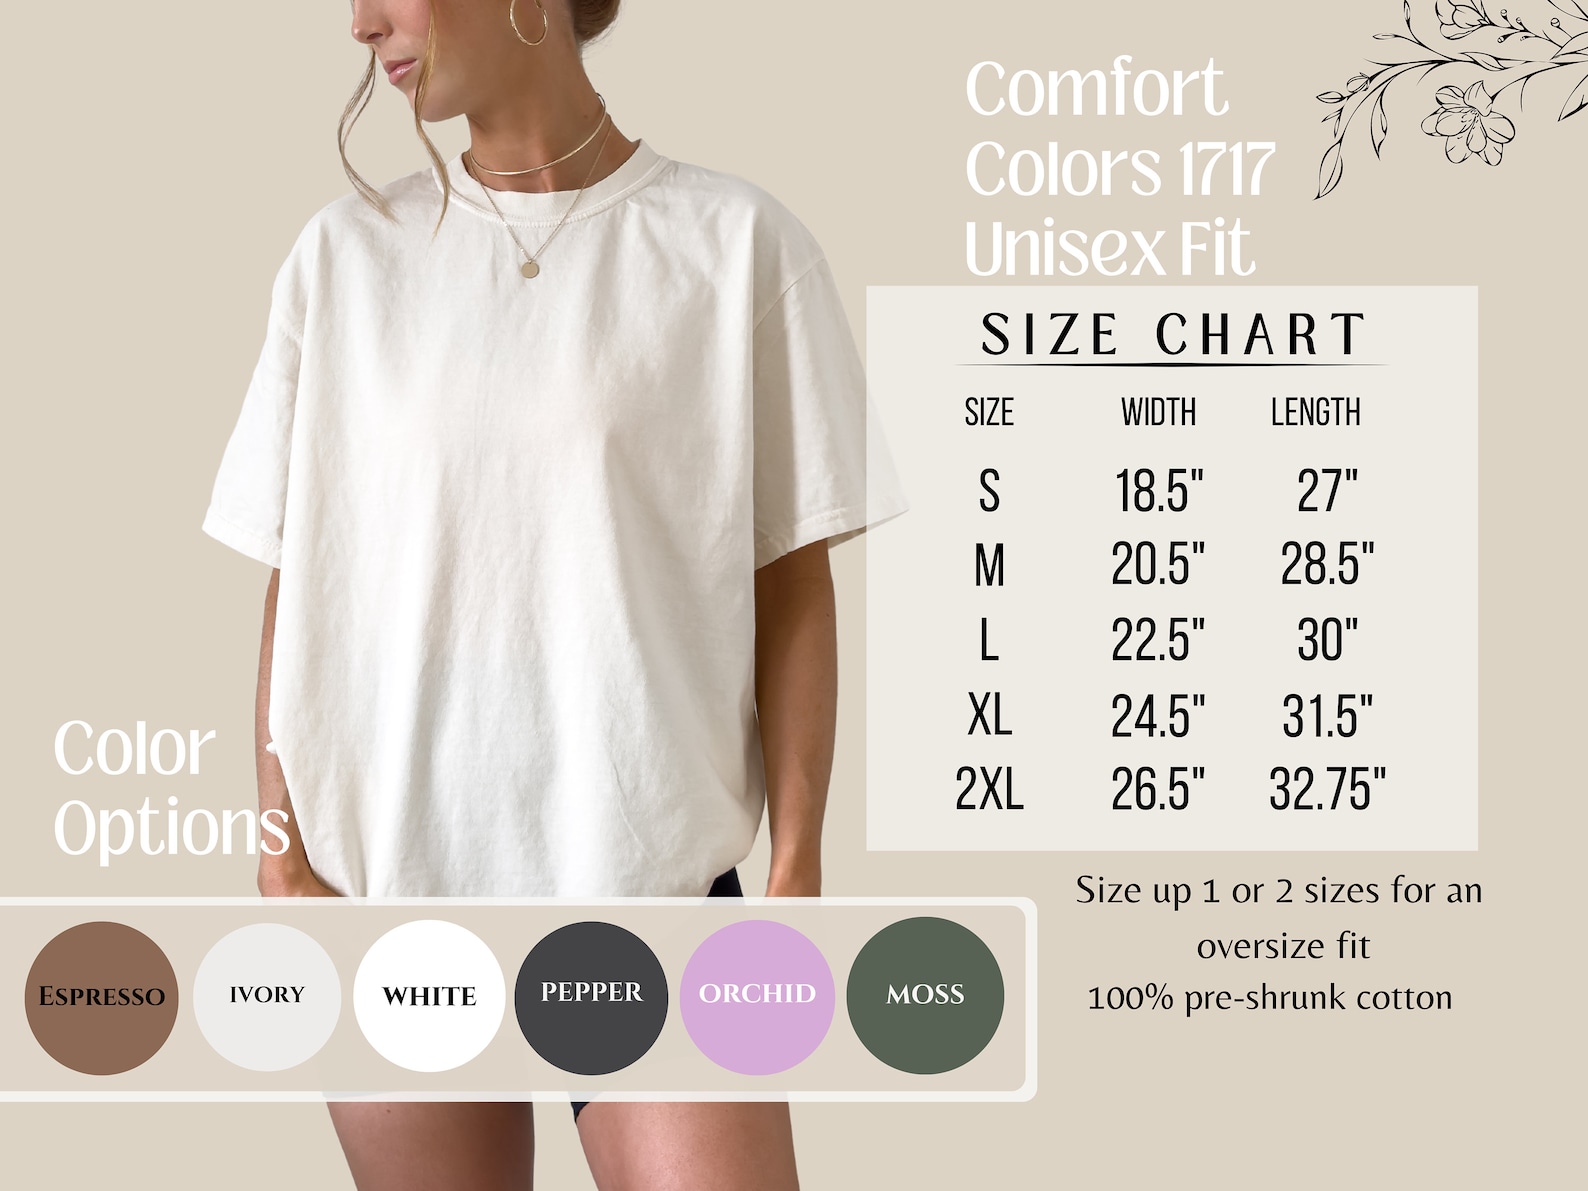 Comfort
Colors 1717
Unisex Fit
SIZE CHART
SIZE WIDTH LENGTH
S 18.5" 27"
M 20.5" 28.5"
L 22.5" 30"
XL 24.5" 31.5"
2XL 26.5" 32.75"
Size up 1 or 2 sizes for an
oversize fit
100% pre-shrunk cotton
Color
Options
ESPRESSO IVORY WHITE PEPPER ORCHID MOSS